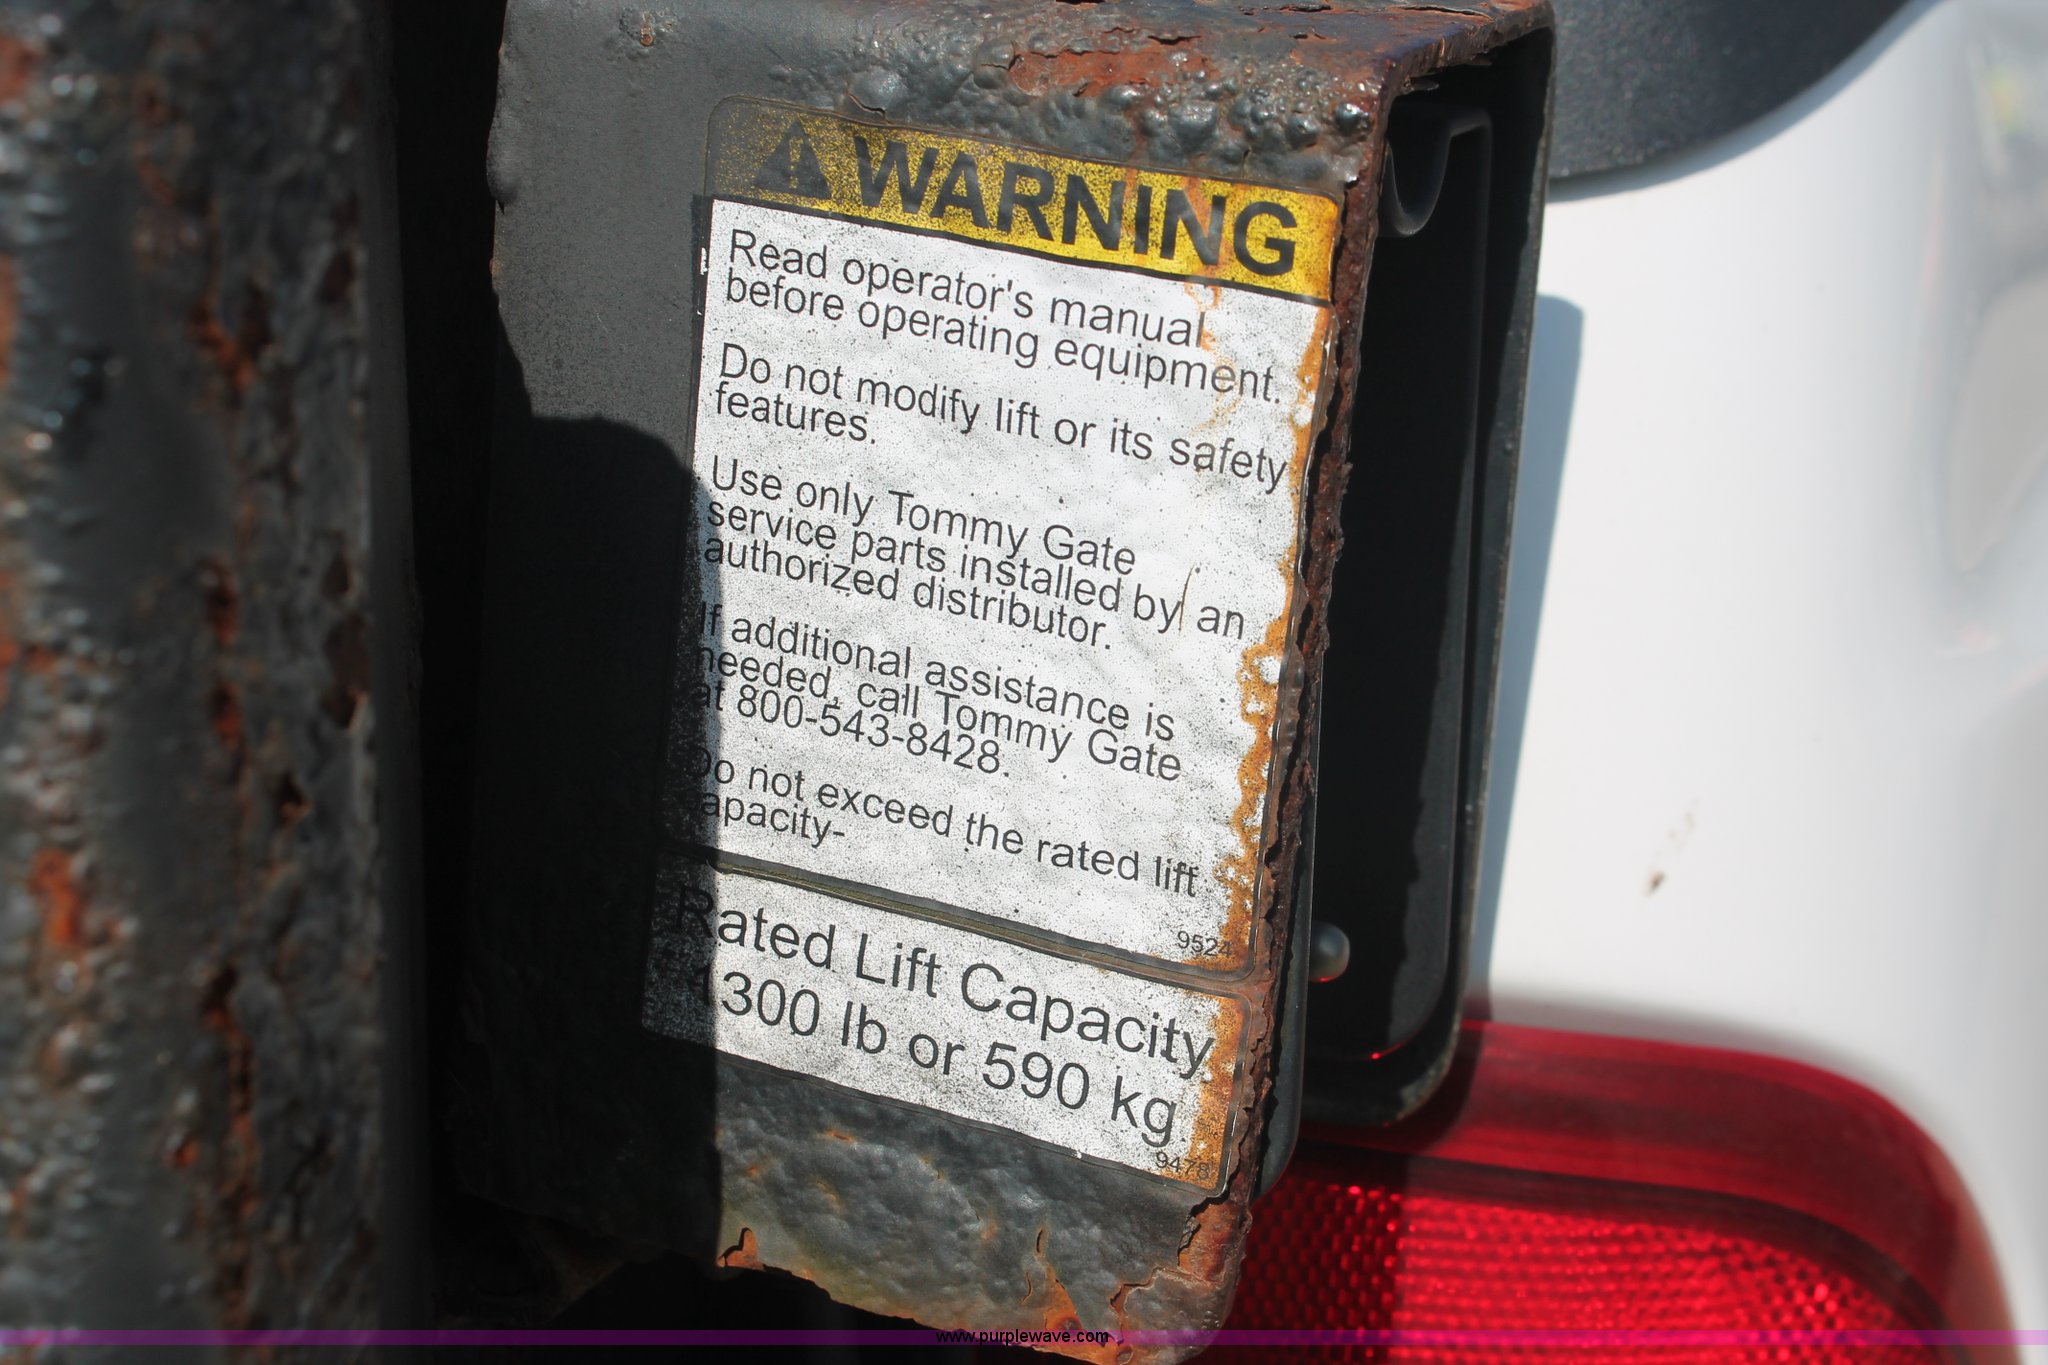 WARNING
Read operator's manual
before operating equipment.
Do not modify lift or its safety
features.
Use only Tommy Gate
service parts installed by an
authorized distributor.
If additional assistance is
needed, call Tommy Gate
at 800-543-8428.
Do not exceed the rated lift
capacity-
9524
Rated Lift Capacity
1300 lb or 590 kg
9478
www.purplewave.com